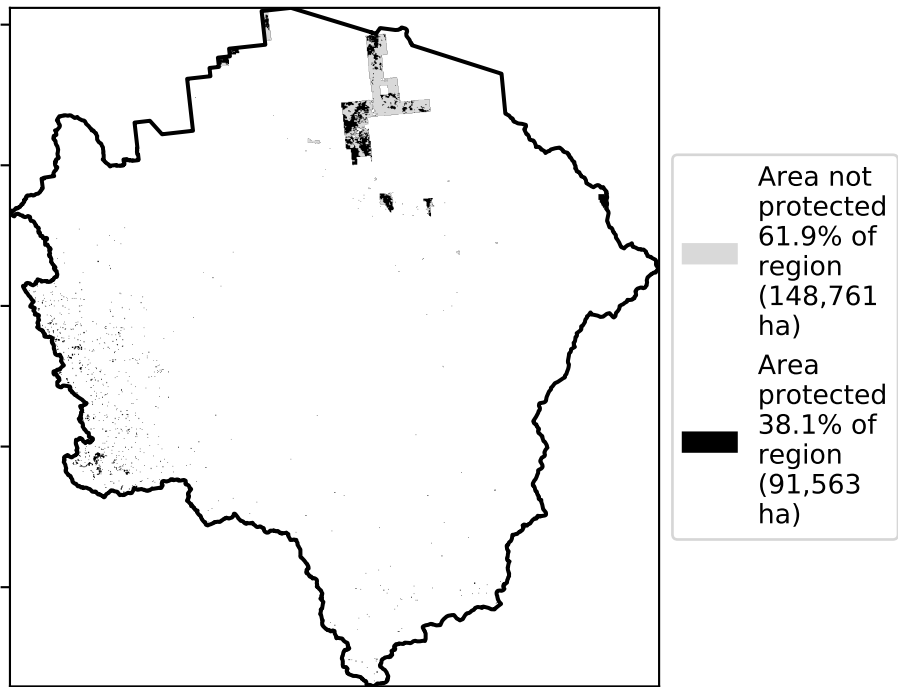 Area not
protected
61.9% of
region
(148,761
ha)
Area
protected
38.1% of
region
(91,563
ha)